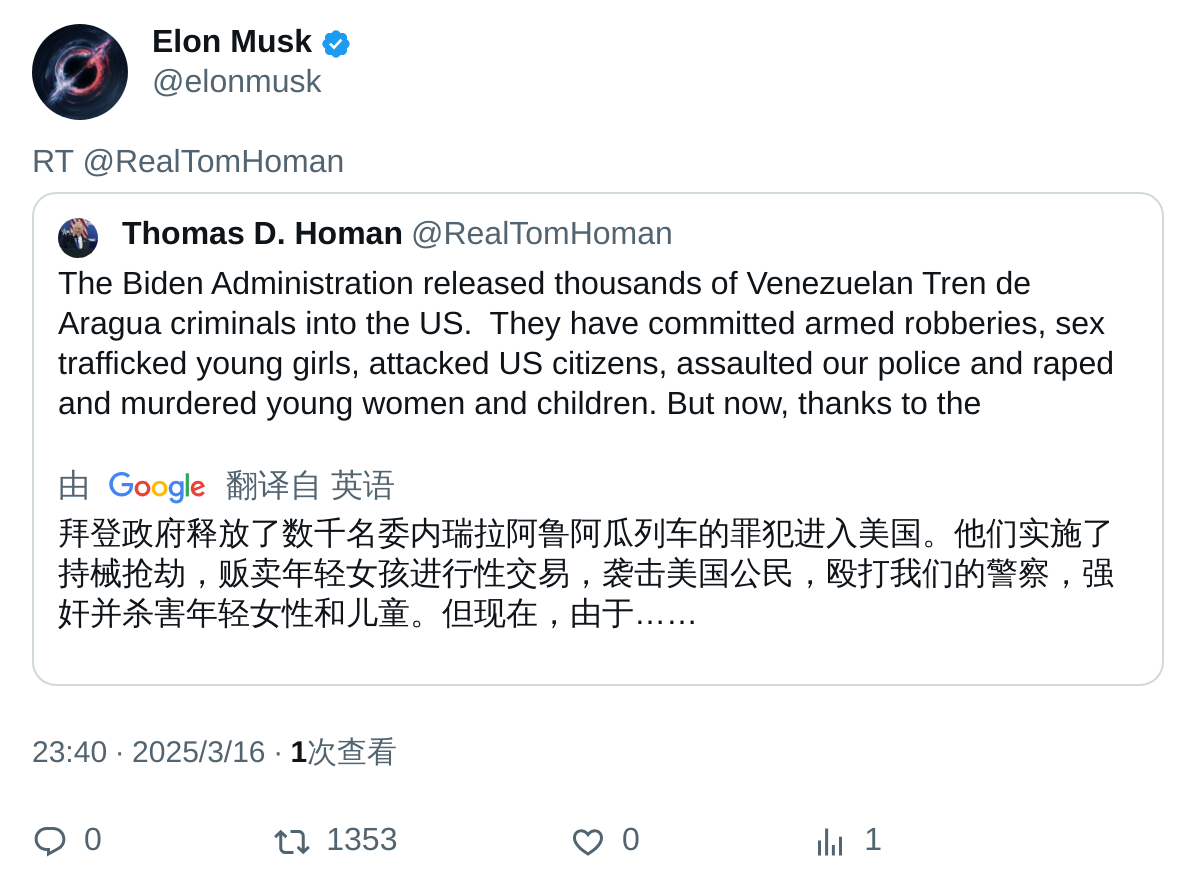 Elon Musk
@elonmusk
RT @RealTomHoman
Thomas D. Homan @RealTomHoman
The Biden Administration released thousands of Venezuelan Tren de
Aragua criminals into the US.  They have committed armed robberies, sex
trafficked young girls, attacked US citizens, assaulted our police and raped
and murdered young women and children. But now, thanks to the
由 Google 翻译自 英语
拜登政府释放了数千名委内瑞拉阿鲁阿瓜列车的罪犯进入美国。他们实施了
持械抢劫，贩卖年轻女孩进行性交易，袭击美国公民，殴打我们的警察，强
奸并杀害年轻女性和儿童。但现在，由于……
23:40 · 2025/3/16 · 1次查看
0 1353 0 1